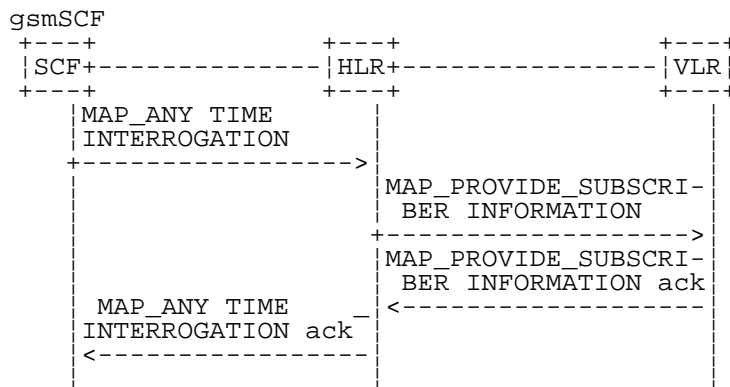 gsmSCF
SCF HLR VLR
MAP_ANY TIME
INTERROGATION
MAP_PROVIDE_SUBSCRI-
BER INFORMATION
MAP_PROVIDE_SUBSCRI-
BER INFORMATION ack
MAP_ANY TIME _
INTERROGATION ack